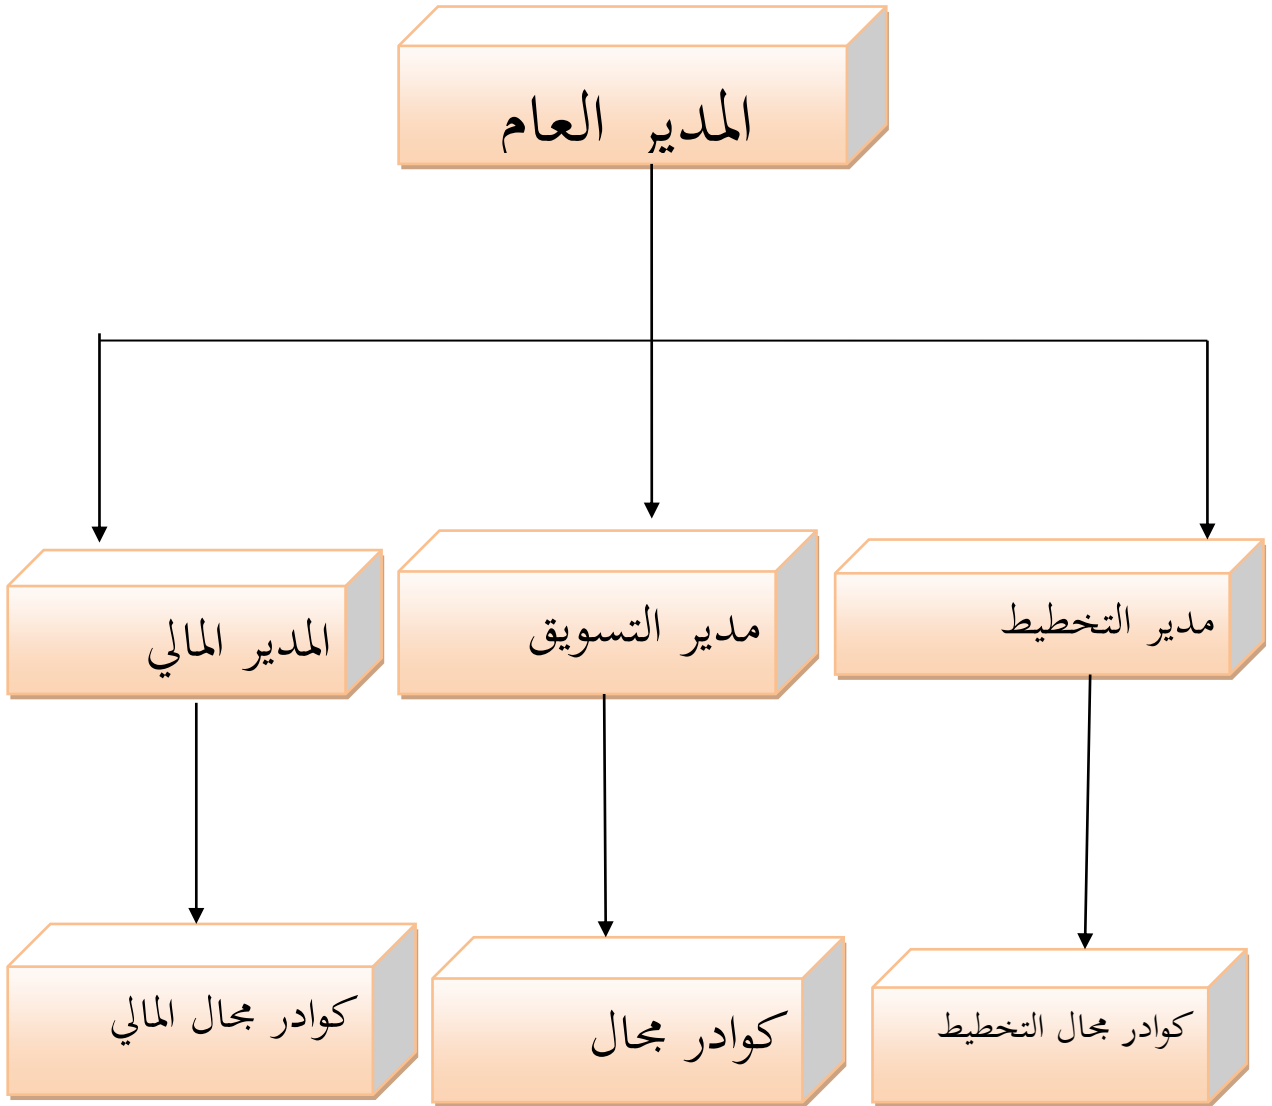 المدير العام
مدير التخطيط
مدير التسويق
المدير المالي
كوادر مجال التخطيط
كوادر مجال
كوادر مجال المالي